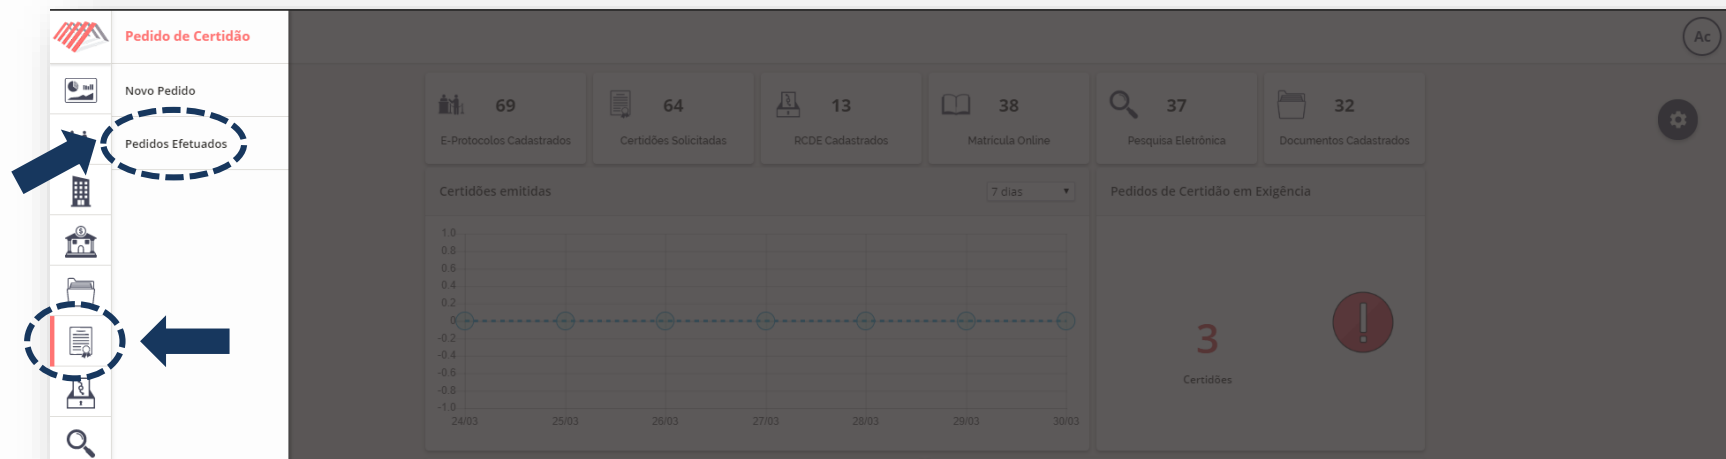 Pedido de Certidão
Ac
Novo Pedido
Pedidos Efetuados
69
E-Protocolos Cadastrados
64
Certidões Solicitadas
13
RCDE Cadastrados
38
Matrícula Online
37
Pesquisa Eletrônica
32
Documentos Cadastrados
Certidões emitidas
7 dias
1.0
0.8
0.6
0.4
0.2
0
-0.2
-0.4
-0.6
-0.8
-1.0
24/03 25/03 26/03 27/03 28/03 29/03 30/03
Pedidos de Certidão em Exigência
3
Certidões